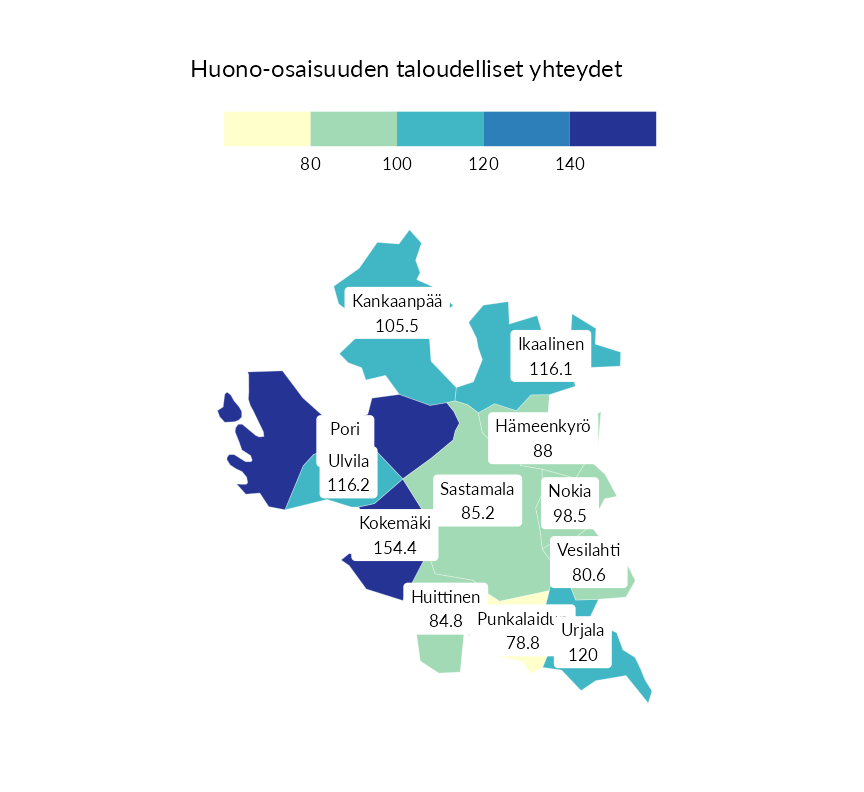 Huono-osaisuuden taloudelliset yhteydet
80 100 120 140
Kankaanpää
105.5
Ikaalinen
116.1
Hämeenkyrö
88
Pori
Ulvila
116.2
Sastamala
85.2
Nokia
98.5
Kokemäki
154.4
Vesilahti
80.6
Huittinen
84.8
78.8
Urjala
120